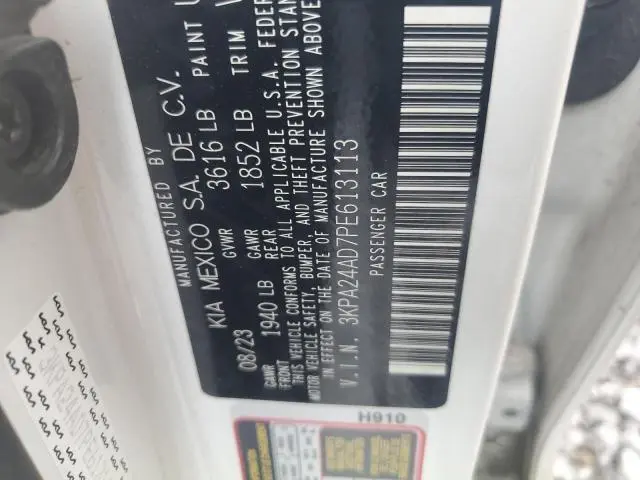 MANUFACTURED BY
KIA MEXICO S.A. DE C.V.
08/23 GVWR 3616 LB PAINT
GAWR GAWR
1940 LB 1852 LB TRIM
FRONT REAR
THIS VEHICLE CONFORMS TO ALL APPLICABLE U.S.A. FEDER
MOTOR VEHICLE SAFETY, BUMPER, AND THEFT PREVENTION STAN
IN EFFECT ON THE DATE OF MANUFACTURE SHOWN ABOVE
V.I.N. 3KPA24AD7PE613113
PASSENGER CAR
H910